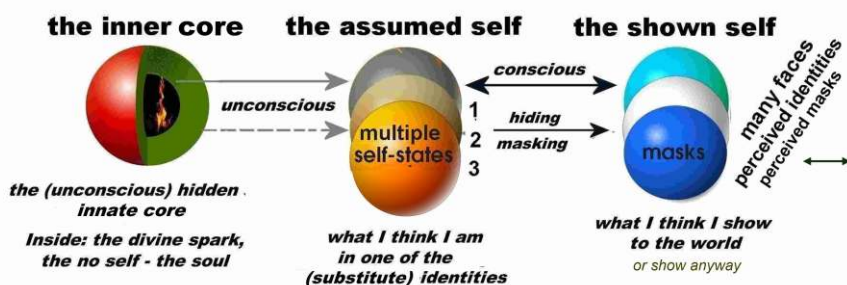 the inner core
the (unconscious) hidden
innate core
Inside: the divine spark,
the no self - the soul
unconscious
the assumed self
multiple
self-states
1
2
3
what I think I am
in one of the
(substitute) identities
conscious
hiding
masking
the shown self
masks
what I think I show
to the world
or show anyway
many faces
perceived identities
perceived masks